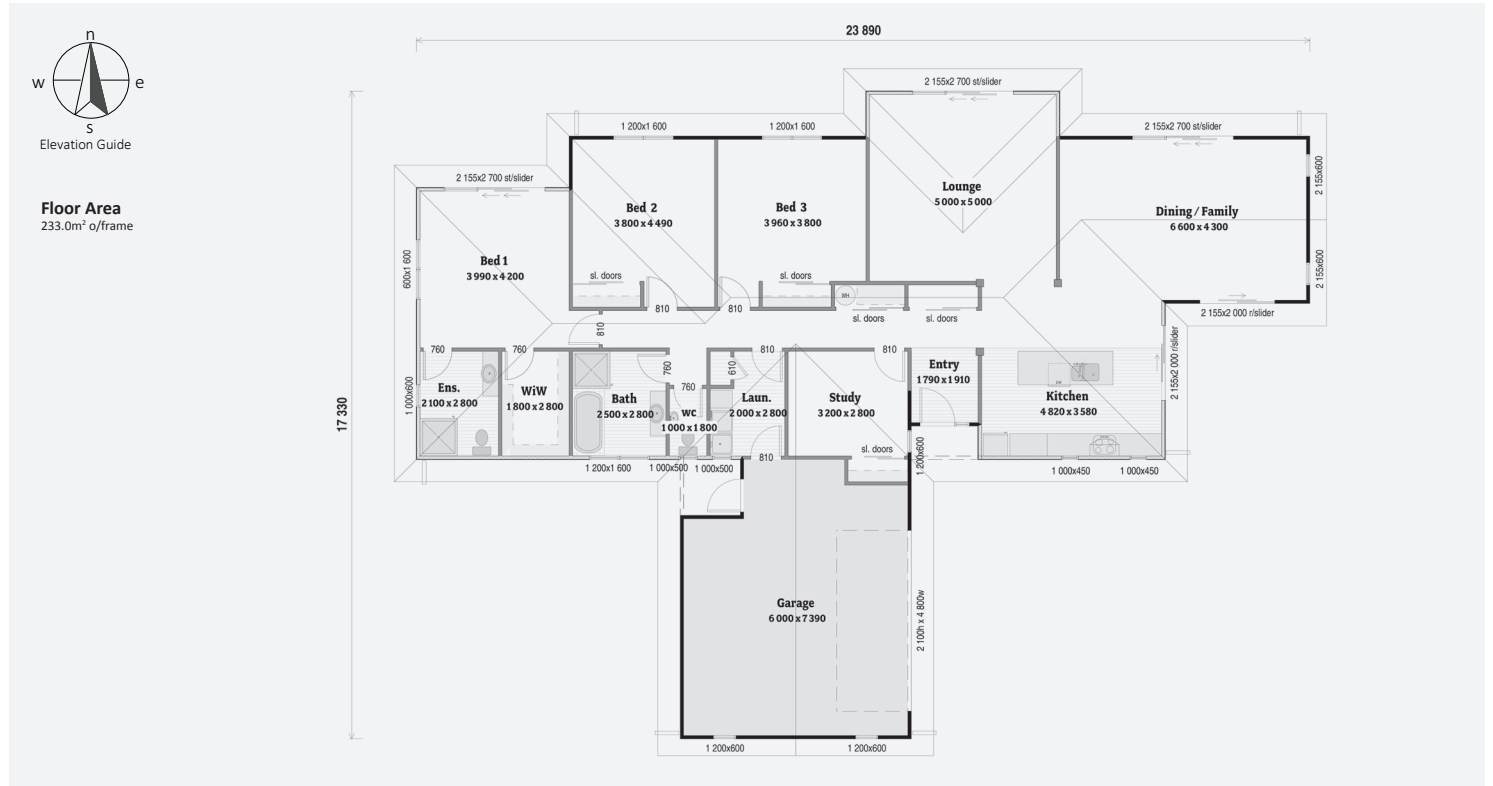 23 890
n
w e
s
Elevation Guide
Floor Area
233.0m² o/frame
17 330
2 155x2 700 st/slider
1 200x1 600
1 200x1 600
2 155x2 700 st/slider
2 155x2 700 st/slider
2 155x600
2 155x600
2 155x2 000 r/slider
2 155x2 000 r/slider
600x1 600
1 000x600
Bed 1
3 990 x 4 200
Bed 2
3 800 x 4 490
sl. doors
Bed 3
3 960 x 3 800
sl. doors
Lounge
5 000 x 5 000
Dining / Family
6 600 x 4 300
WH
sl. doors
sl. doors
810
810
810
760
760
760
760
610
810
810
Ens.
2 100 x 2 800
WiW
1 800 x 2 800
Bath
2 500 x 2 800
wc
1 000 x 1 800
Laun.
2 000 x 2 800
Study
3 200 x 2 800
sl. doors
Entry
1 790 x 1 910
Kitchen
4 820 x 3 580
1 200x1 600
1 000x500
1 000x500
810
1 200x600
1 000x450
1 000x450
Garage
6 000 x 7 390
2 100h x 4 800w
1 200x600
1 200x600